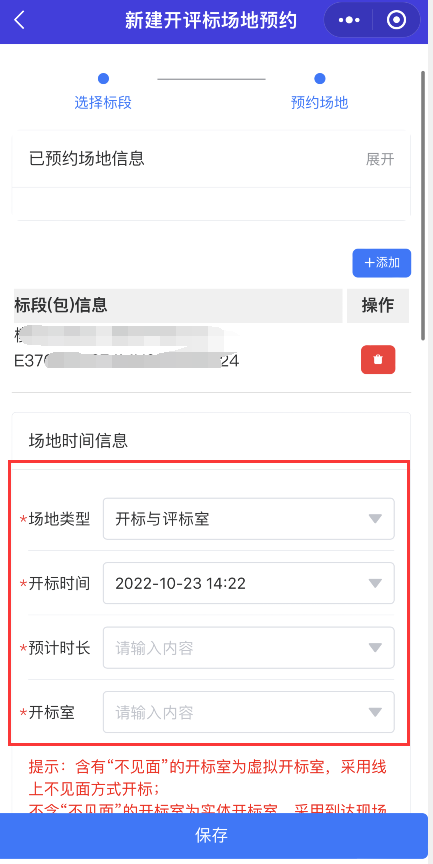 新建开评标场地预约
选择标段
预约场地
已预约场地信息
展开
+添加
标段(包)信息
操作
E37
24
场地时间信息
*场地类型
开标与评标室
*开标时间
2022-10-23 14:22
*预计时长
请输入内容
*开标室
请输入内容
提示：含有“不见面”的开标室为虚拟开标室，采用线
上不见面方式开标；
不含“不见面”的开标室为实体开标室，采用到达现场
保存